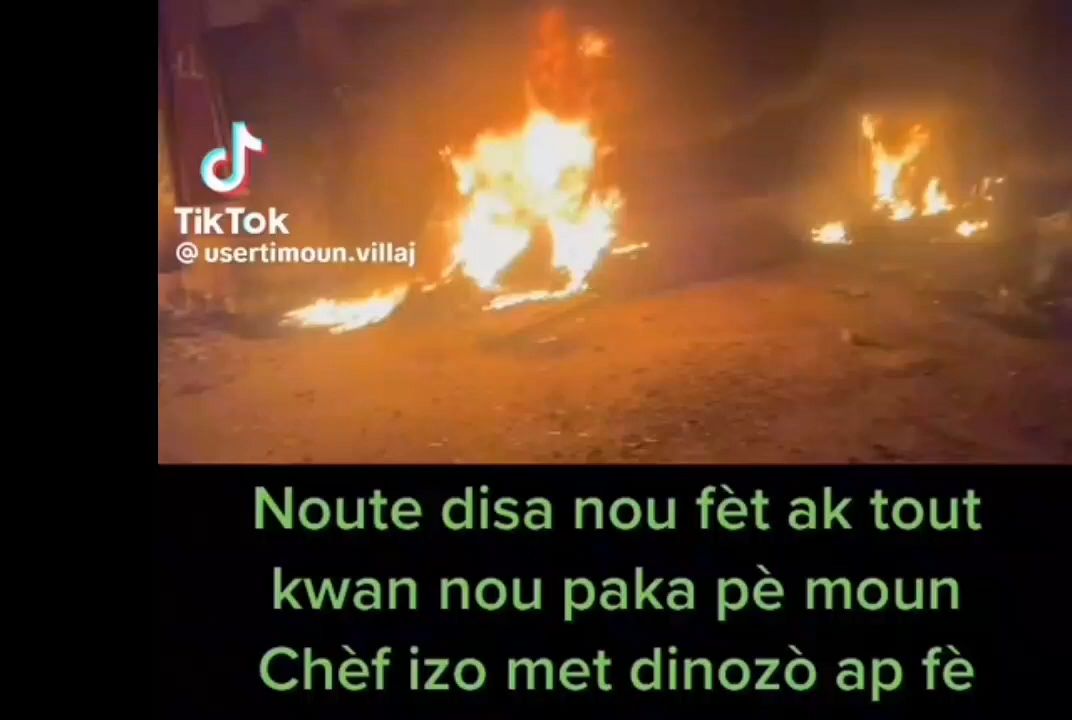 TikTok
@usertimoun.villaj
Noute disa nou fèt ak tout
kwan nou paka pè moun
Chèf izo met dinozò ap fè